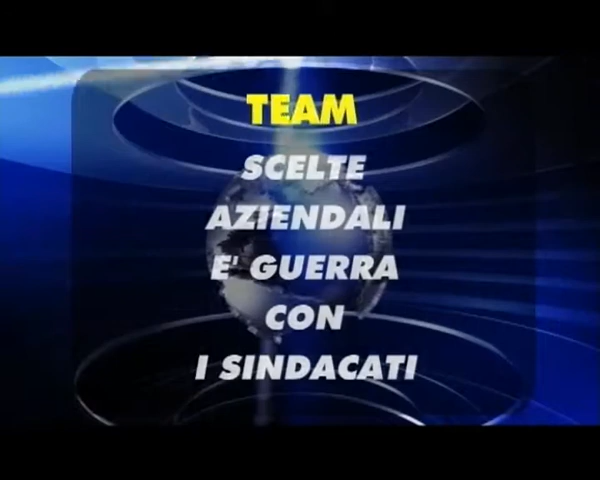 TEAM
SCELTE
AZIENDALI
E' GUERRA
CON
I SINDACATI